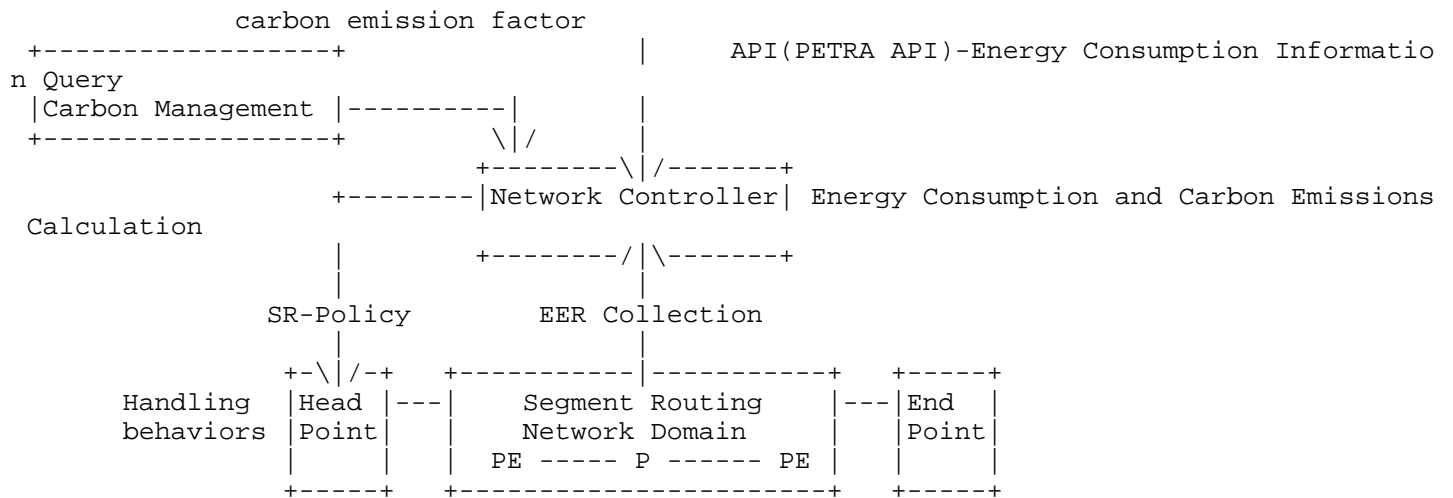 carbon emission factor
+------------------+                  |     API(PETRA API)-Energy Consumption Informatio
n Query
|Carbon Management |----------|       |
+------------------+         \|/      |
+--------\|/-------+
+--------|Network Controller| Energy Consumption and Carbon Emissions
Calculation
|        +--------/|\-------+
|                  |
SR-Policy        EER Collection
|                  |
+-\|/-+   +-----------|-----------+   +-----+
Handling  |Head |---|    Segment Routing    |---|End  |
behaviors |Point|   |    Network Domain     |   |Point|
|     |   |  PE ----- P ------ PE |   |     |
+-----+   +-----------------------+   +-----+